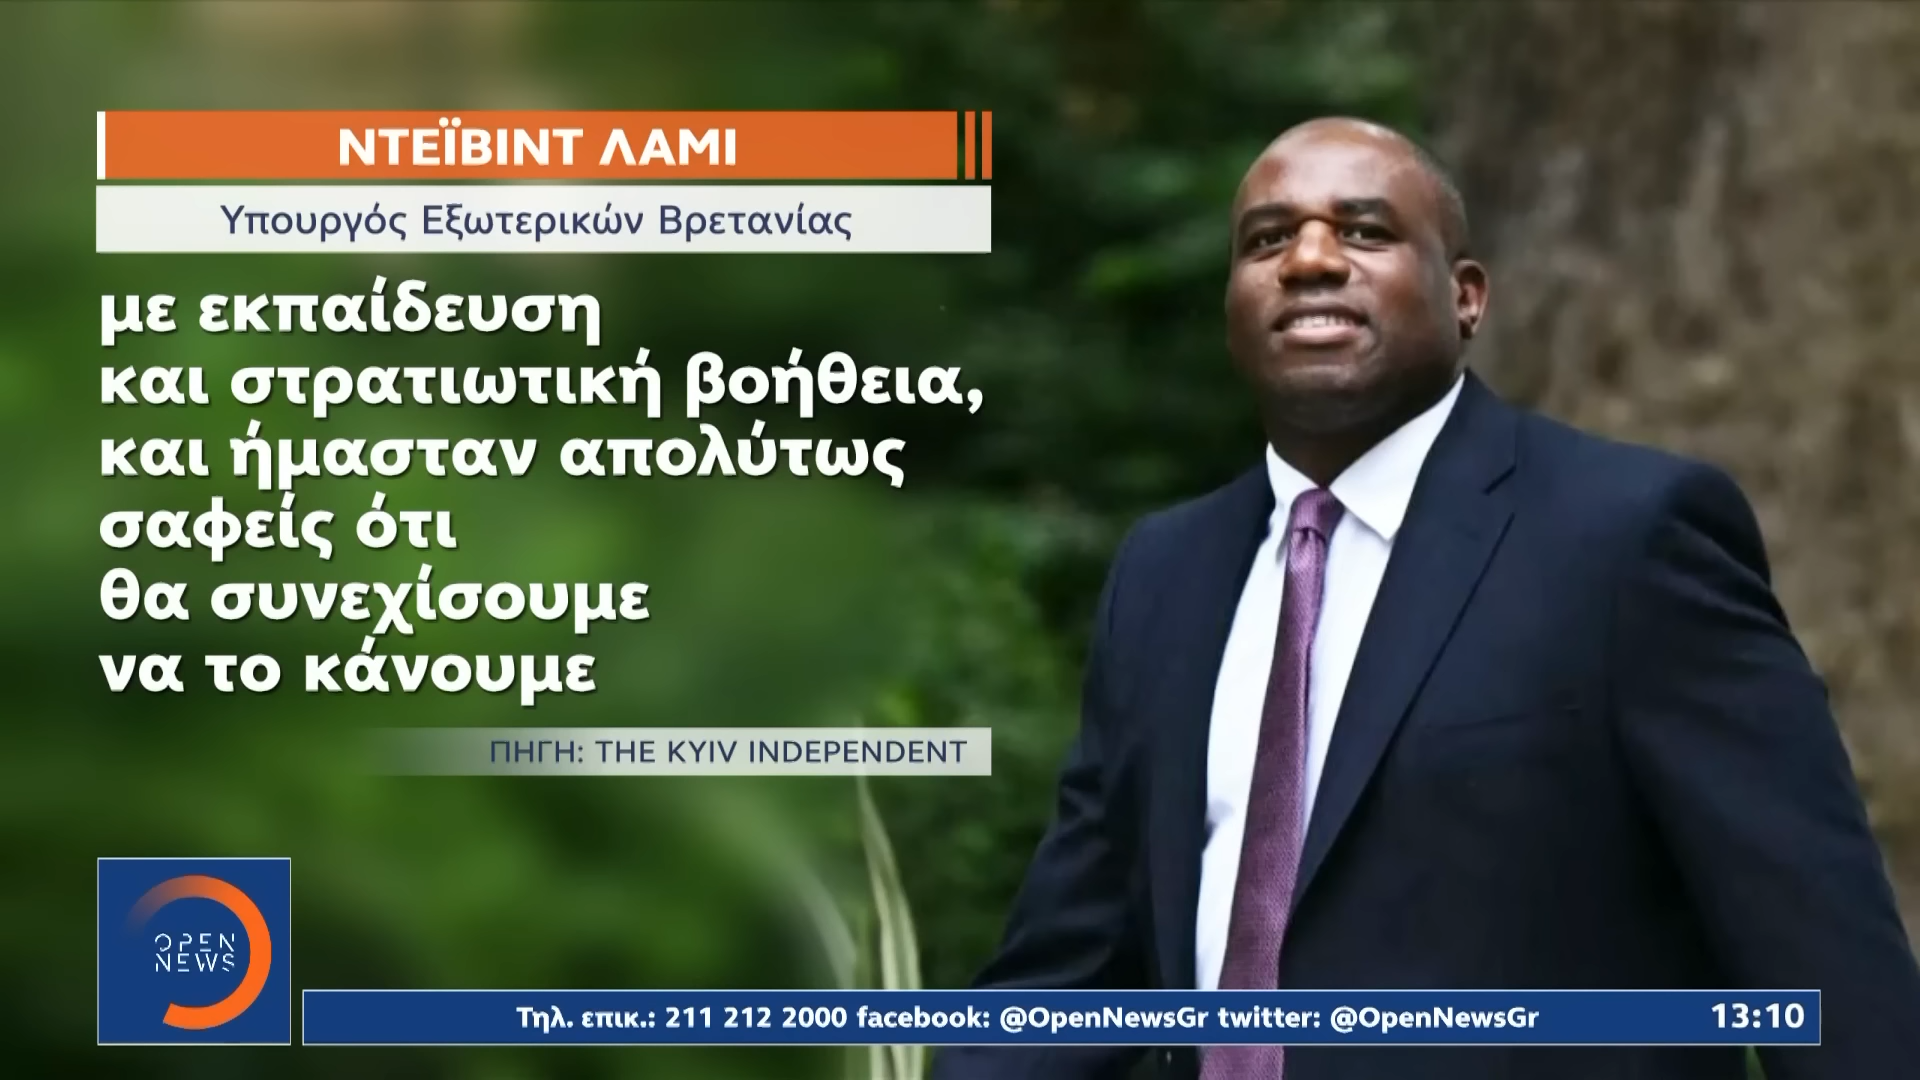 ΝΤΕΪΒΙΝΤ ΛΑΜΙ
Υπουργός Εξωτερικών Βρετανίας
με εκπαίδευση
και στρατιωτική βοήθεια,
και ήμασταν απολύτως
σαφείς ότι
θα συνεχίσουμε
να το κάνουμε
ΠΗΓΗ: THE KYIV INDEPENDENT
OPEN
NEWS
Τηλ. επικ.: 211 212 2000 facebook: @OpenNewsGr twitter: @OpenNewsGr
13:10